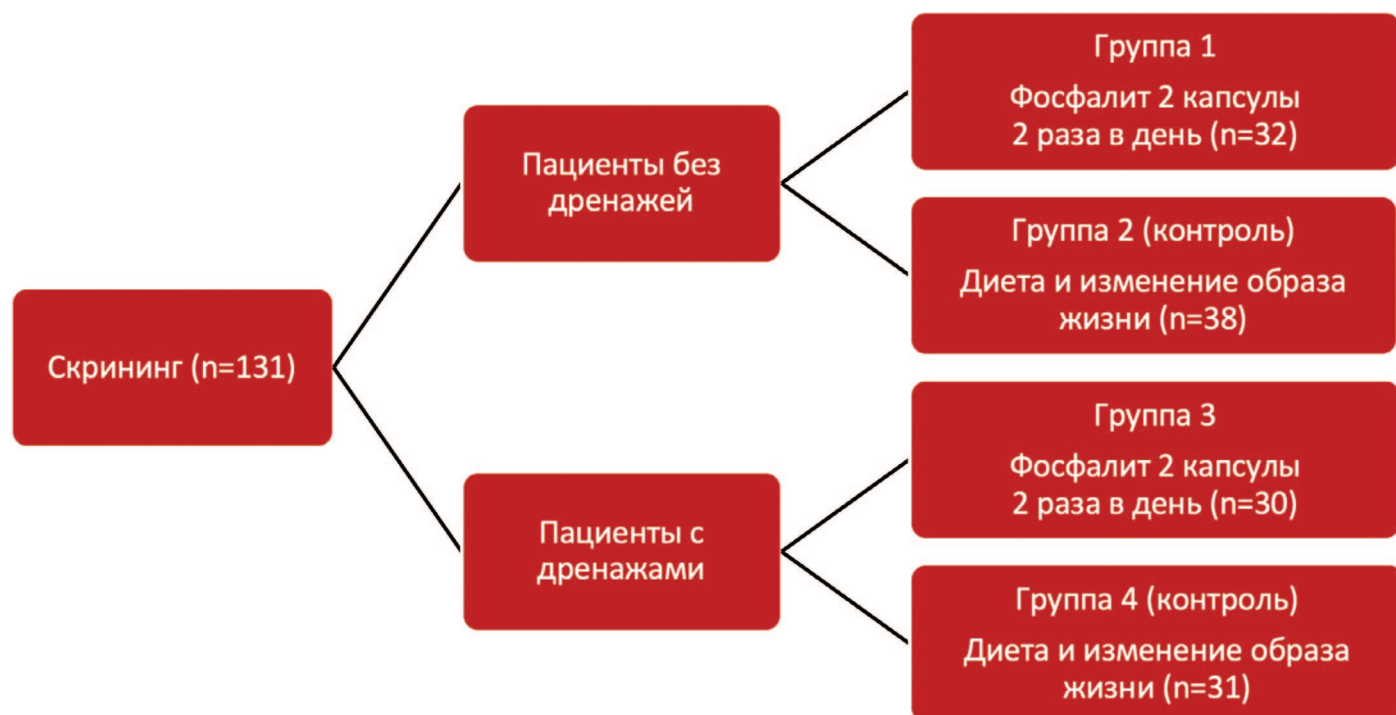 Скрининг (n=131)
Пациенты без
дренажей
Пациенты с
дренажами
Группа 1
Фосфалит 2 капсулы
2 раза в день (n=32)
Группа 2 (контроль)
Диета и изменение образа
жизни (n=38)
Группа 3
Фосфалит 2 капсулы
2 раза в день (n=30)
Группа 4 (контроль)
Диета и изменение образа
жизни (n=31)